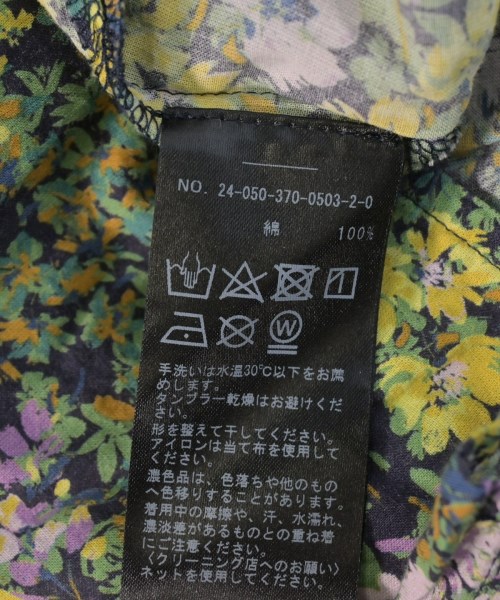 NO. 24-050-370-0503-2-0
綿 100%
W
手洗いは水温30℃以下をお薦
めします。
タンブラー乾燥はお避けくだ
さい。
形を整えて干してください。
アイロンは当て布を使用して
ください。
濃色品は、色落ちや他のもの
へ色移りすることがあります。
着用中の摩擦や、汗、水濡れ、
濃淡差があるものとの重ね着
にご注意ください。
〈クリーニング店へのお願い〉
ネットを使用してください。